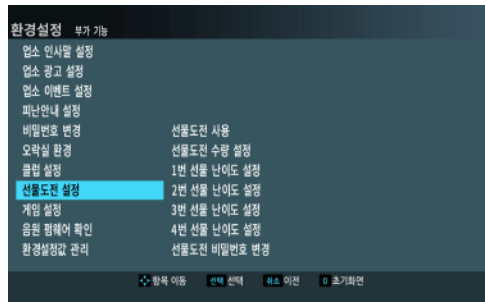 환경설정 부가 기능
업소 인사말 설정
업소 광고 설정
업소 이벤트 설정
피난안내 설정
비밀번호 변경 선물도전 사용
오락실 환경 선물도전 수량 설정
클럽 설정 1번 선물 난이도 설정
선물도전 설정 2번 선물 난이도 설정
게임 설정 3번 선물 난이도 설정
음원 펌웨어 확인 4번 선물 난이도 설정
환경설정값 관리 선물도전 비밀번호 변경
항목 이동 선택 선택 취소 이전 0 초기화면